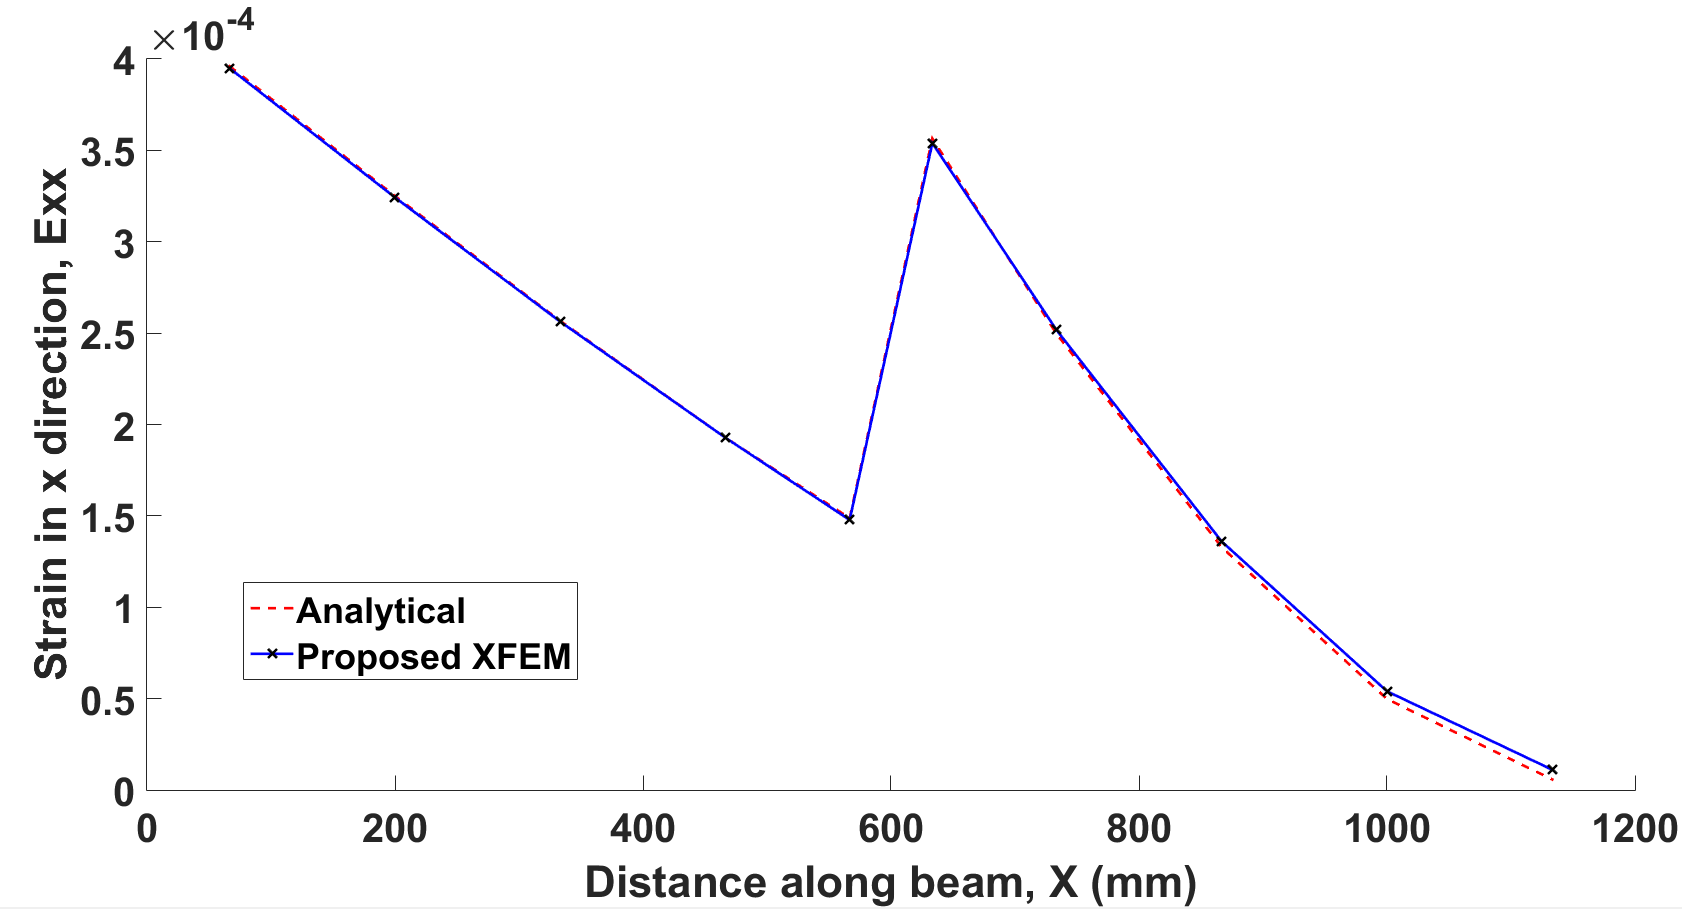 ×10-4
4
3.5
3
2.5
2
1.5
1
0.5
0
Strain in x direction, Exx
Analytical
Proposed XFEM
0 200 400 600 800 1000 1200
Distance along beam, X (mm)